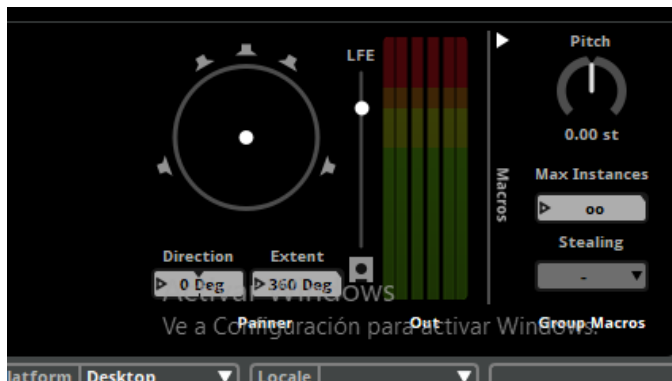 LFE
Pitch
0.00 st
Macros
Max Instances
oo
Stealing
-
Direction Extent
0 Deg 360 Deg
Activar Windows
Ve a Configuración para activar Windows.
Panner Out Group Macros
Platform Desktop Locale